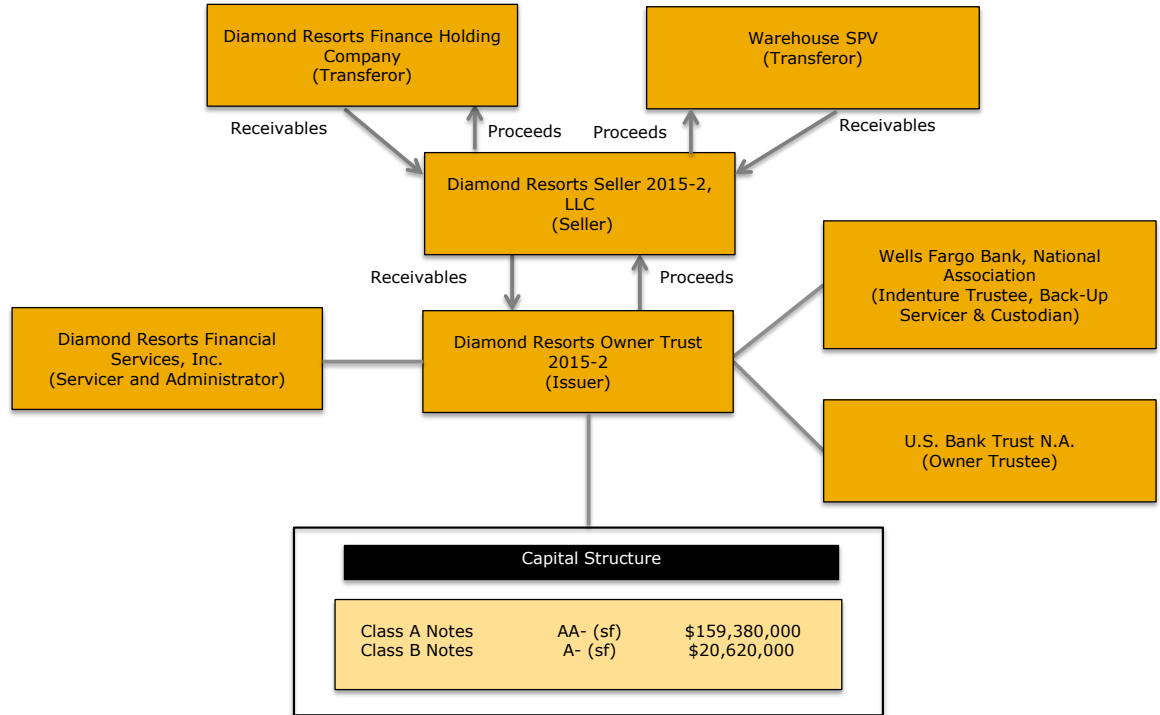 Diamond Resorts Finance Holding
Company
(Transferor)
Warehouse SPV
(Transferor)
Receivables
Proceeds
Proceeds
Receivables
Diamond Resorts Seller 2015-2,
LLC
(Seller)
Receivables
Proceeds
Wells Fargo Bank, National
Association
(Indenture Trustee, Back-Up
Servicer & Custodian)
Diamond Resorts Financial
Services, Inc.
(Servicer and Administrator)
Diamond Resorts Owner Trust
2015-2
(Issuer)
U.S. Bank Trust N.A.
(Owner Trustee)
Capital Structure
Class A Notes AA- (sf) $159,380,000
Class B Notes A- (sf) $20,620,000